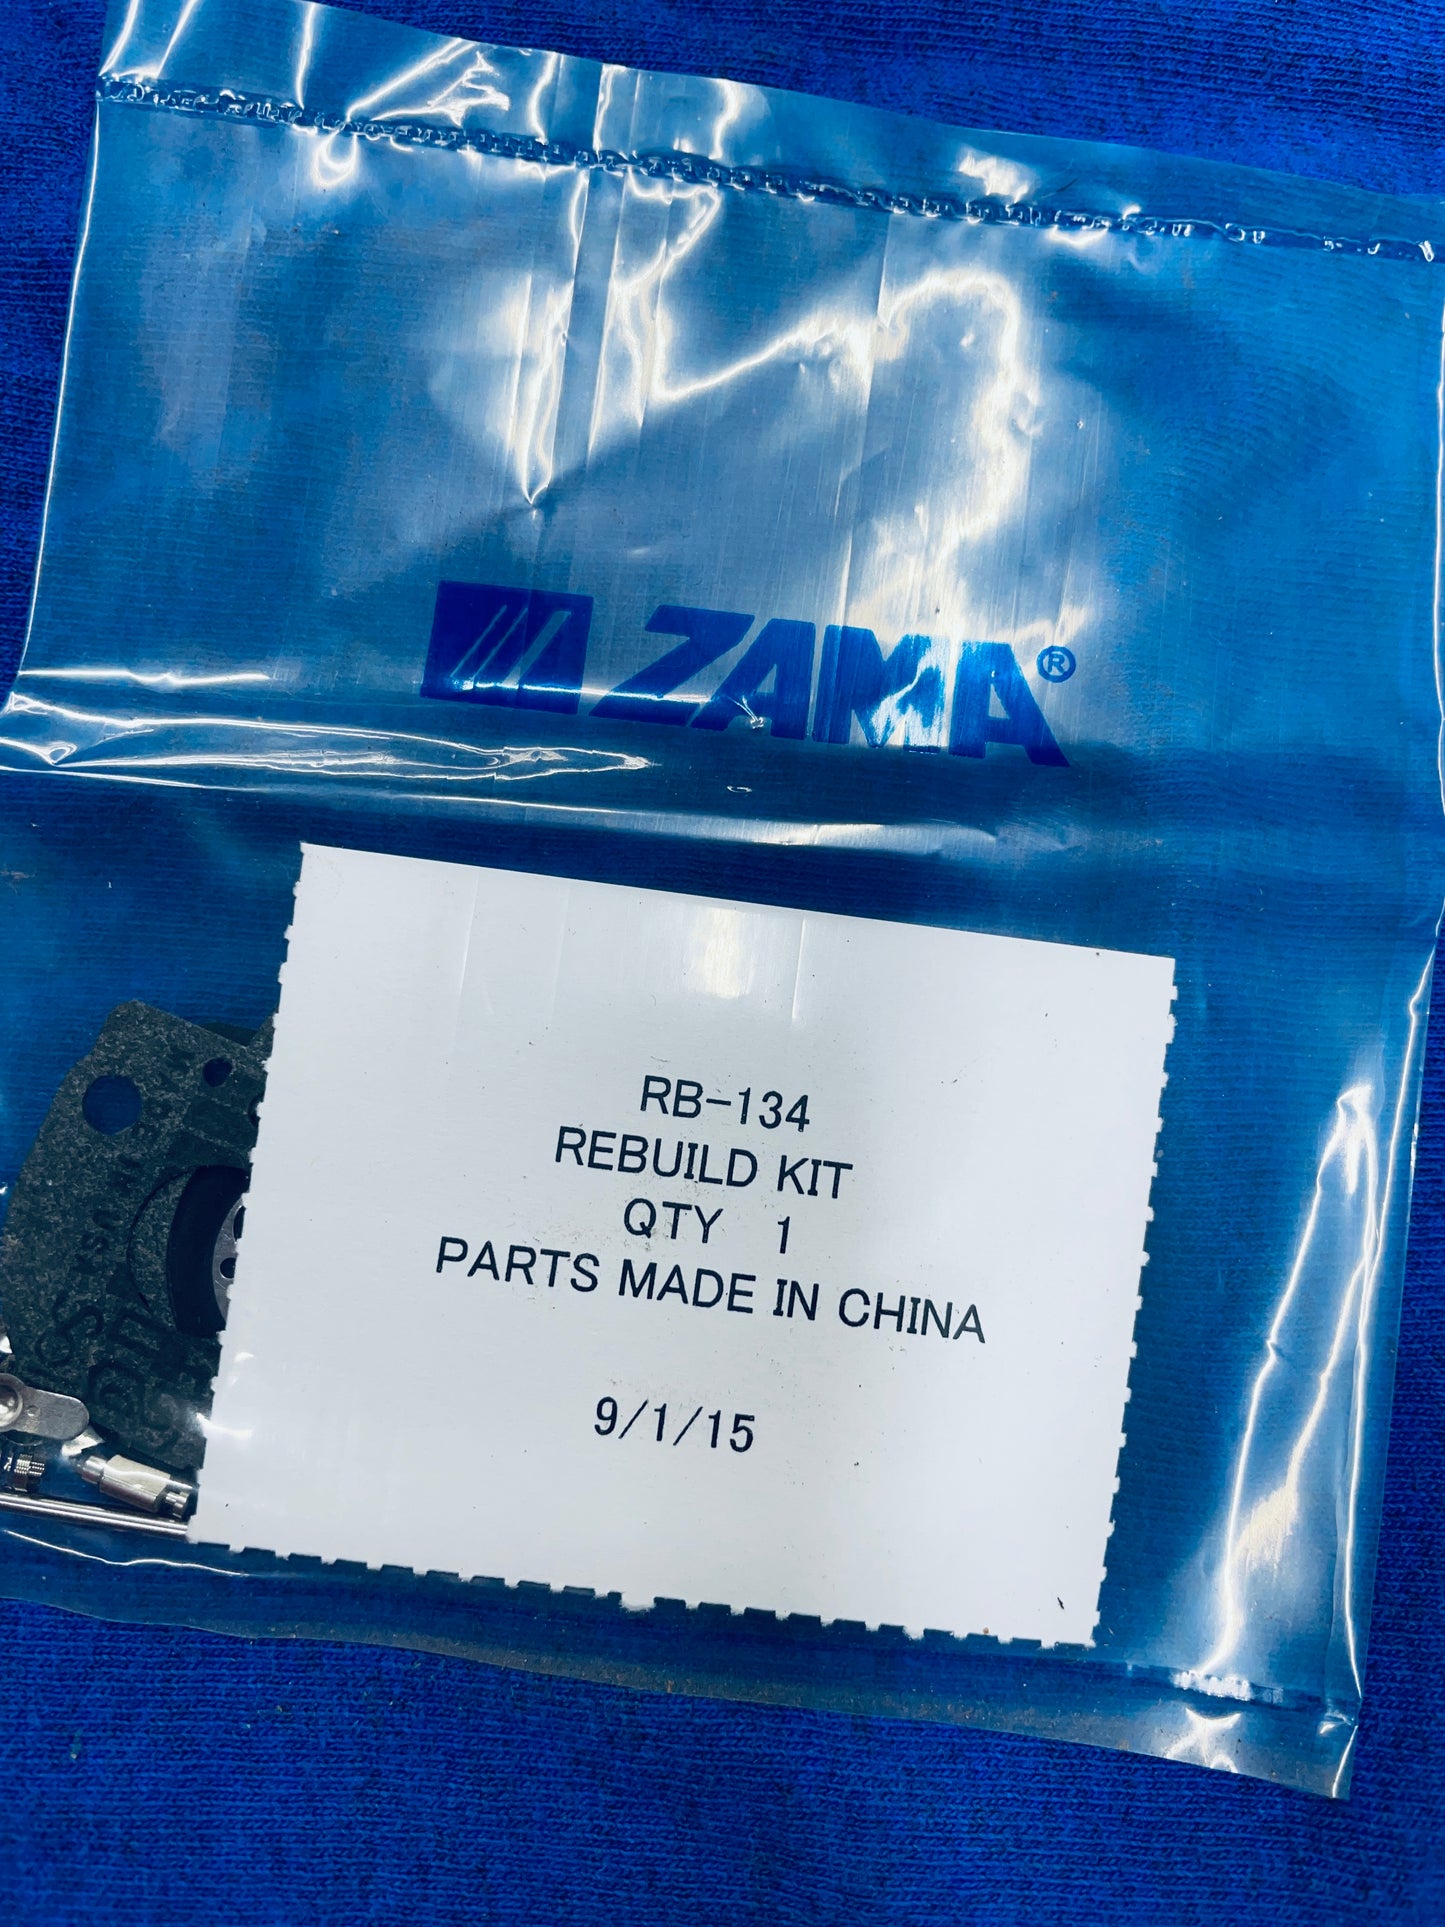 ZAMA®
RB-134
REBUILD KIT
QTY 1
PARTS MADE IN CHINA
9/1/15